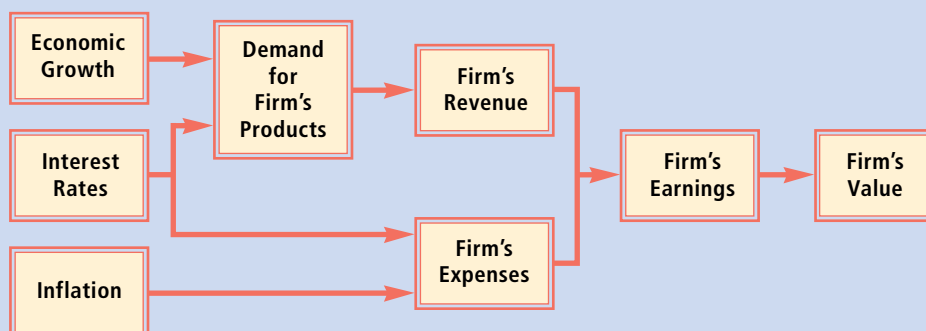 Economic
Growth
Demand
for
Firm's
Products
Firm's
Revenue
Interest
Rates
Firm's
Earnings
Firm's
Value
Firm's
Expenses
Inflation